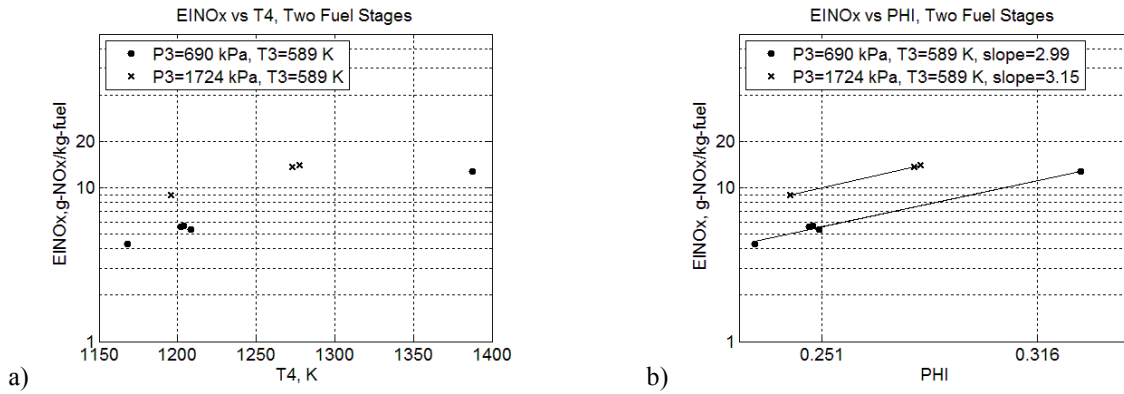 EINOx vs T4, Two Fuel Stages
P3=690 kPa, T3=589 K
P3=1724 kPa, T3=589 K
EINOx,g-NOx/kg-fuel
20
10
1
1150 1200 1250 1300 1350 1400
T4, K
a)
EINOx vs PHI, Two Fuel Stages
P3=690 kPa, T3=589 K, slope=2.99
P3=1724 kPa, T3=589 K, slope=3.15
EINOx, g-NOx/kg-fuel
20
10
1
0.251 0.316
PHI
b)